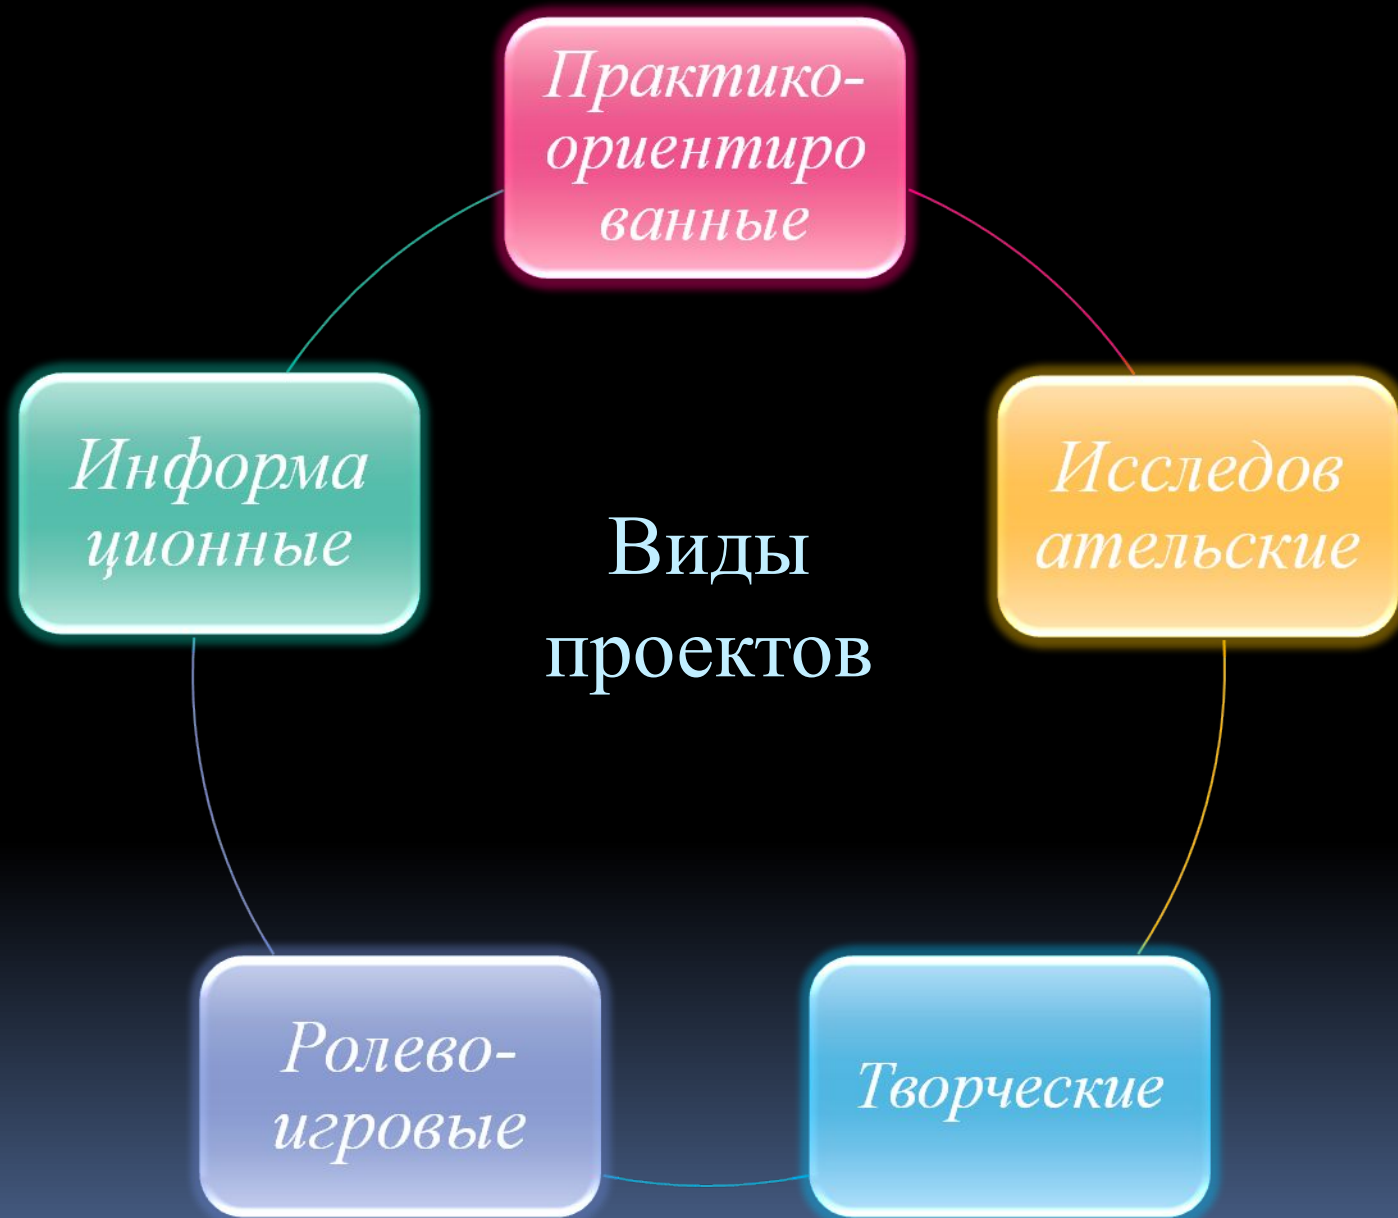 Практико-
ориентиро
ванные
Информа
ционные
Исследов
ательские
Виды
проектов
Ролево-
игровые
Творческие